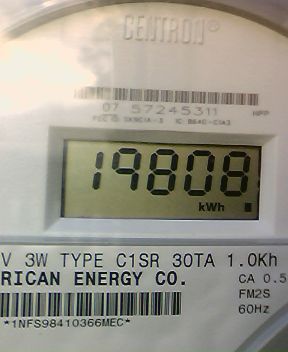 CENTRON®
07 57245311
19808
kWh
V 3W TYPE C1SR 30TA 1.0Kh
RICAN ENERGY CO.
CA 0.5
FM2S
60Hz
*1NFS98410366MEC*